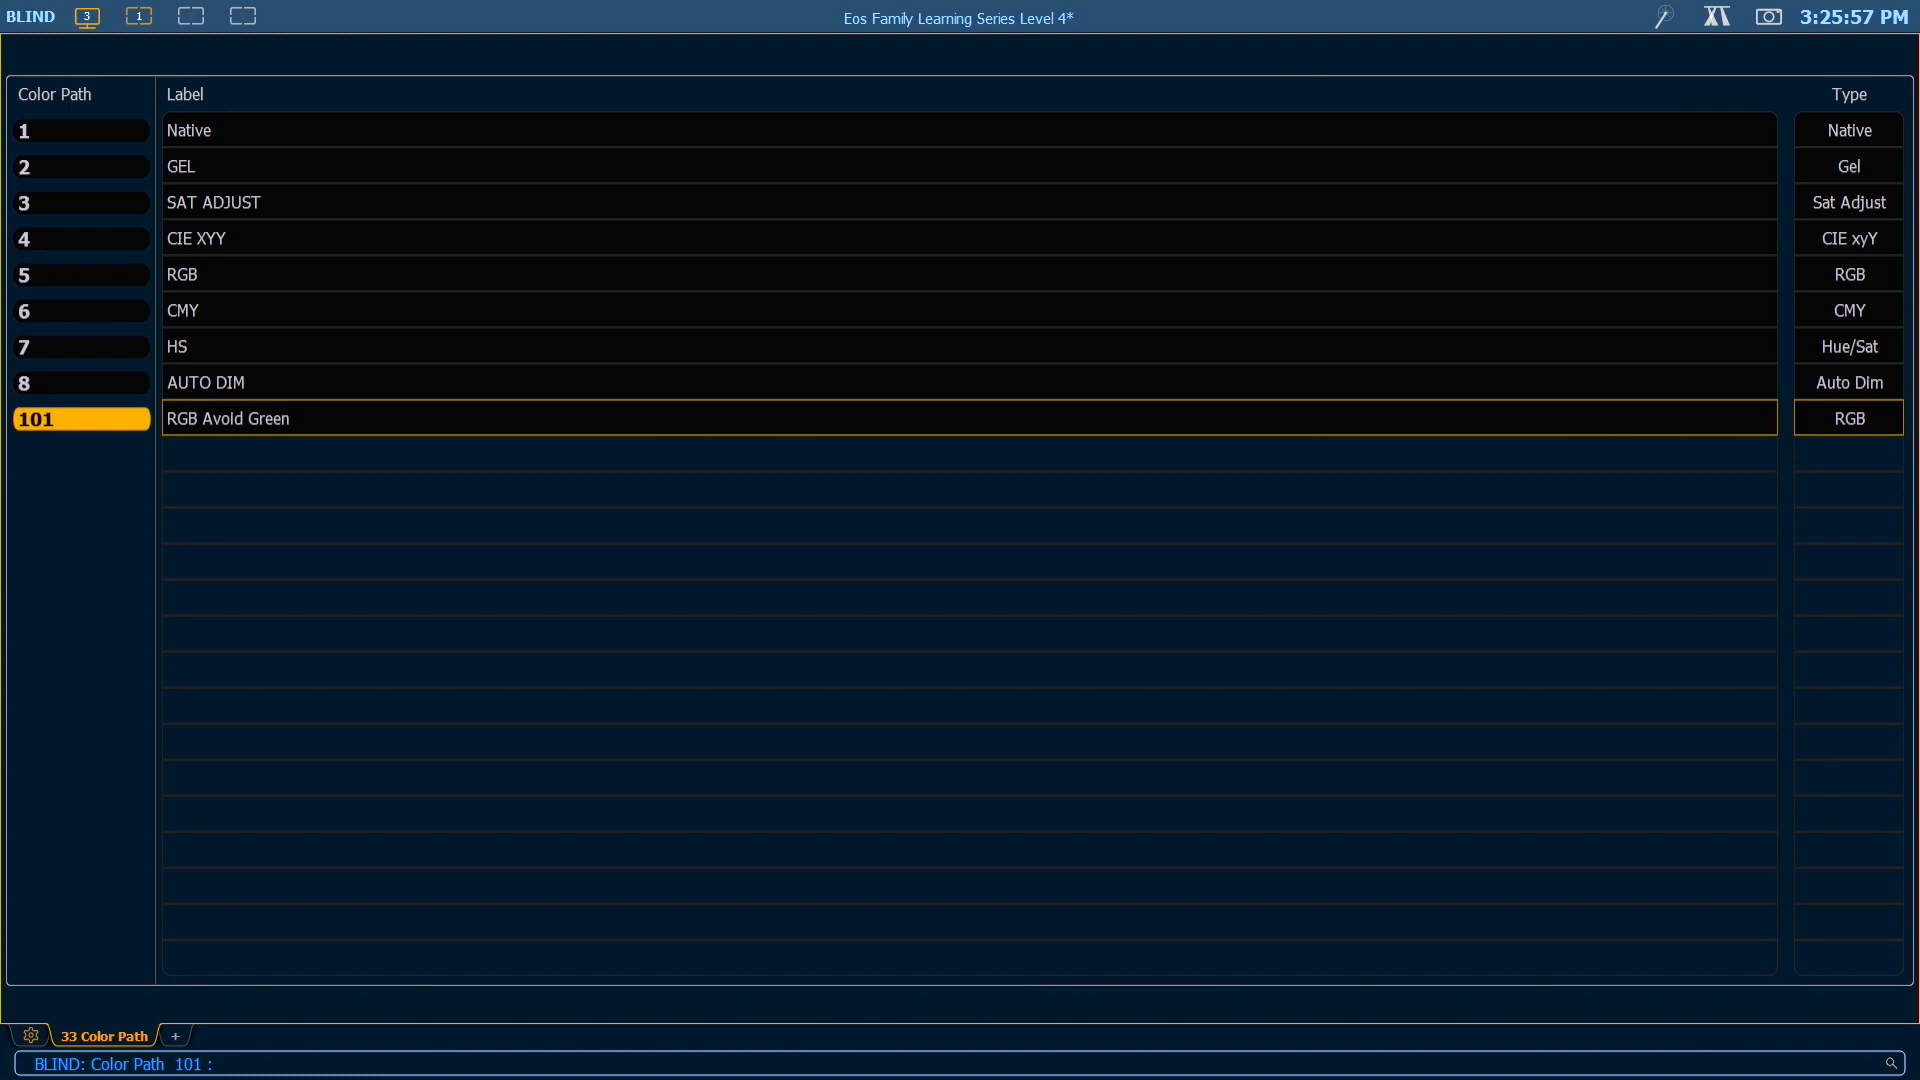 BLIND 3 1 Eos Family Learning Series Level 4* 3:25:57 PM
Color Path Label Type
1 Native Native
2 GEL Gel
3 SAT ADJUST Sat Adjust
4 CIE XYY CIE xyY
5 RGB RGB
6 CMY CMY
7 HS Hue/Sat
8 AUTO DIM Auto Dim
101 RGB Avoid Green RGB
33 Color Path +
BLIND: Color Path 101 :